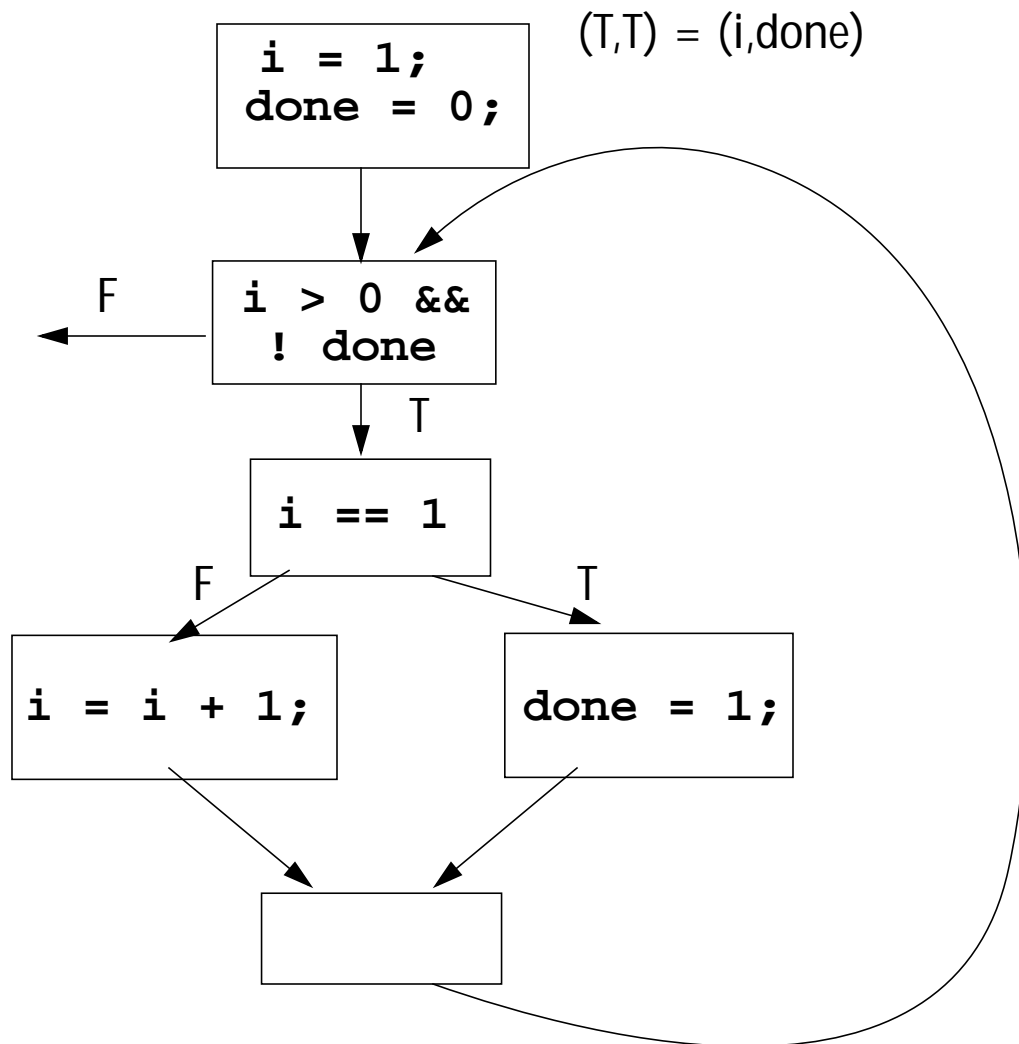 (T,T) = (i,done)
i = 1;
done = 0;
i > 0 &&
! done
F
T
i == 1
F
T
i = i + 1;
done = 1;